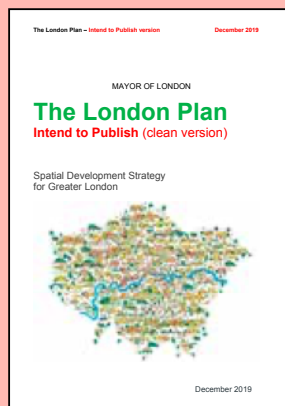 The London Plan – Intend to Publish version December 2019
MAYOR OF LONDON
The London Plan
Intend to Publish (clean version)
Spatial Development Strategy
for Greater London
December 2019